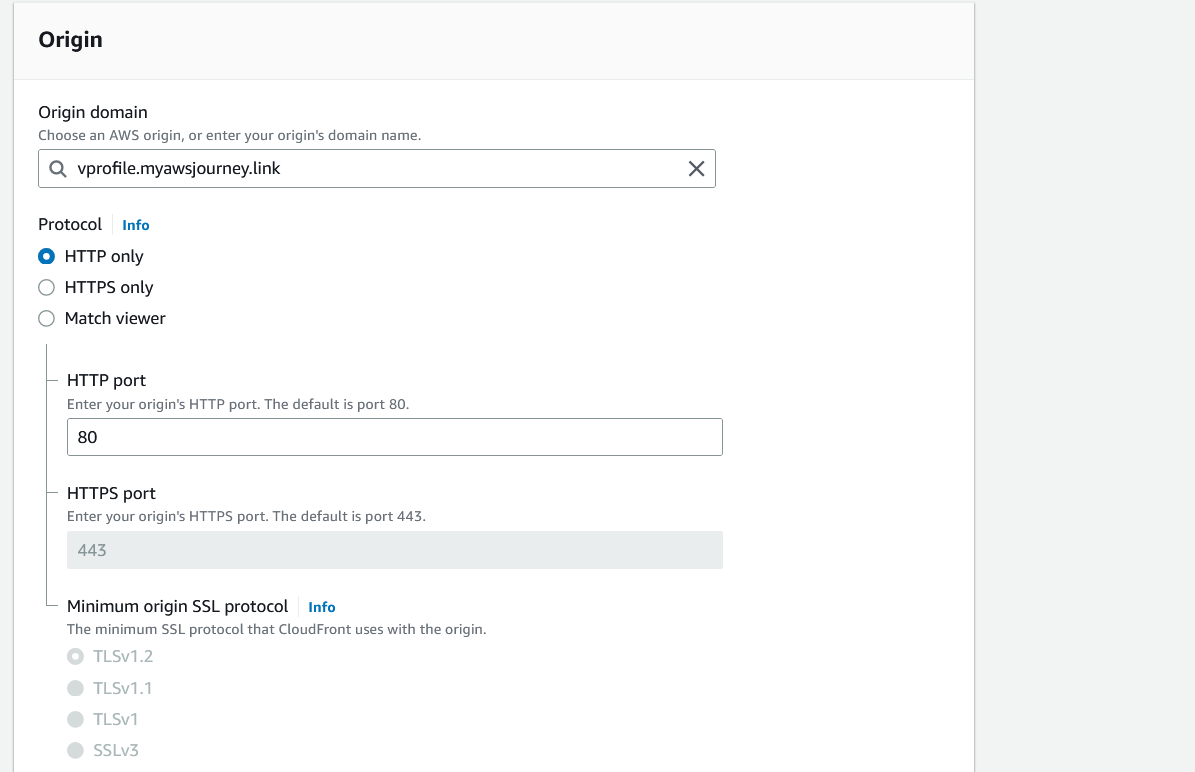 Origin
Origin domain
Choose an AWS origin, or enter your origin's domain name.
vprofile.myawsjourney.link
Protocol Info
HTTP only
HTTPS only
Match viewer
HTTP port
Enter your origin's HTTP port. The default is port 80.
80
HTTPS port
Enter your origin's HTTPS port. The default is port 443.
443
Minimum origin SSL protocol Info
The minimum SSL protocol that CloudFront uses with the origin.
TLSv1.2
TLSv1.1
TLSv1
SSLv3